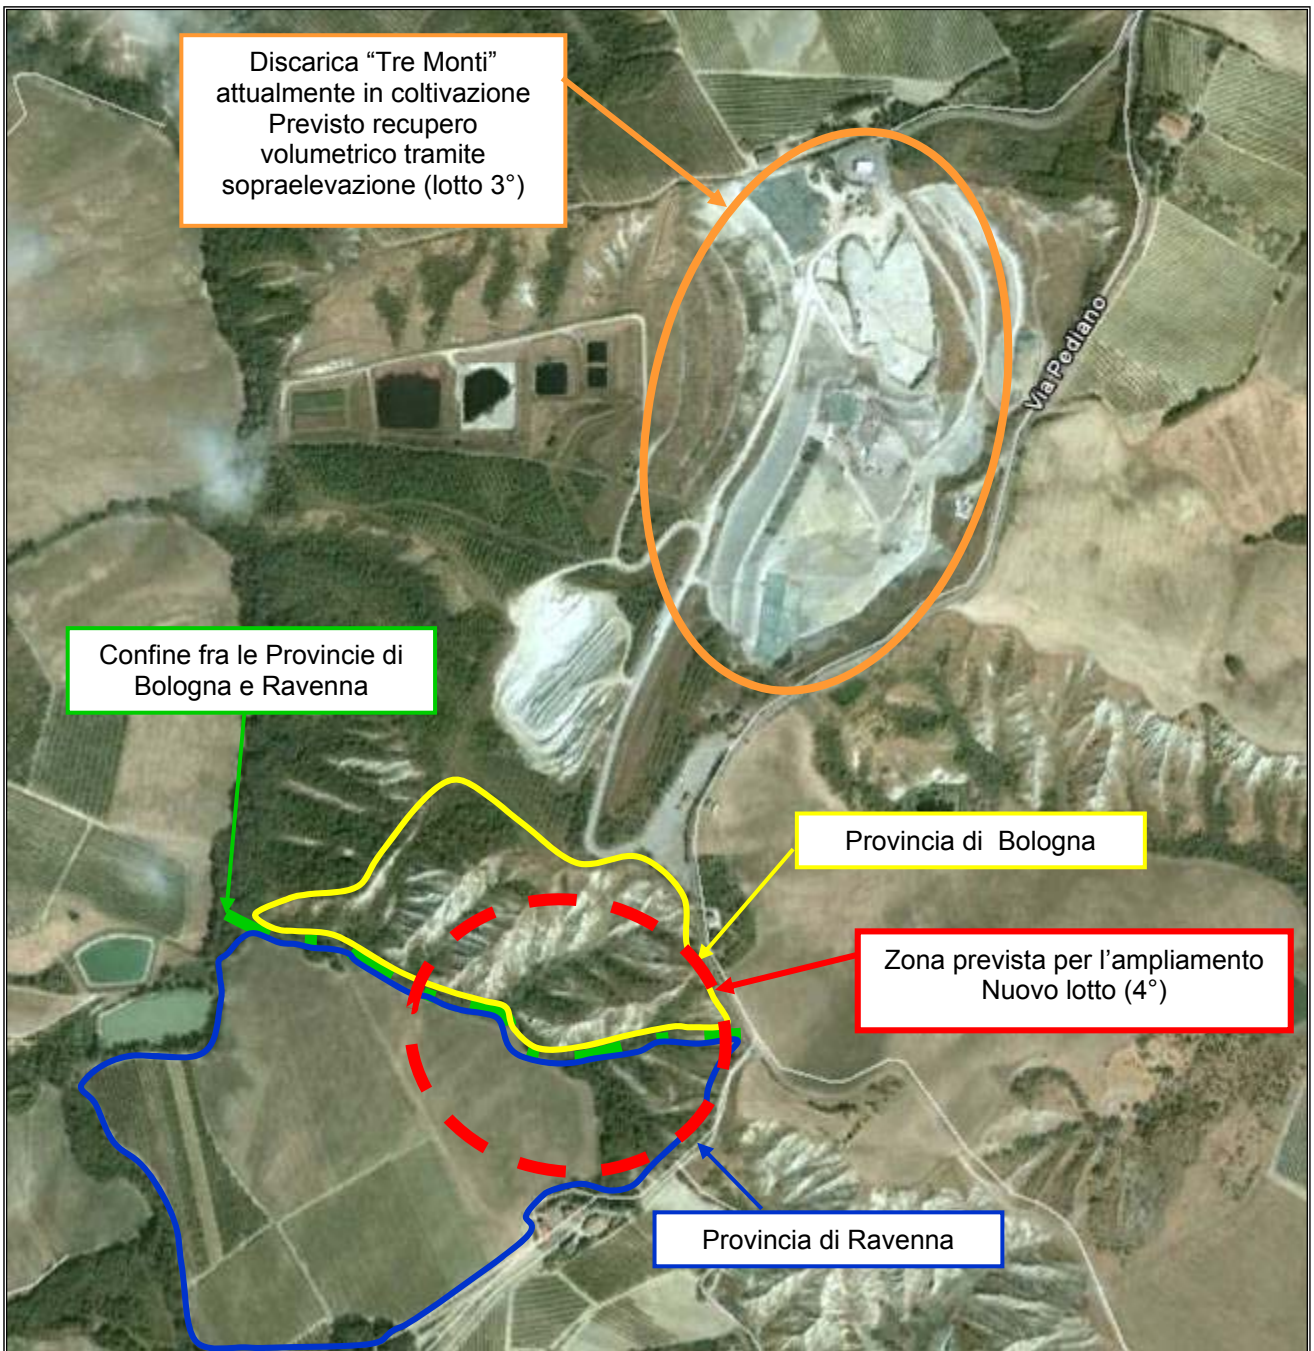 Discarica “Tre Monti”
attualmente in coltivazione
Previsto recupero
volumetrico tramite
sopraelevazione (lotto 3°)
Via Pediano
Confine fra le Provincie di
Bologna e Ravenna
Provincia di  Bologna
Zona prevista per l’ampliamento
Nuovo lotto (4°)
Provincia di Ravenna